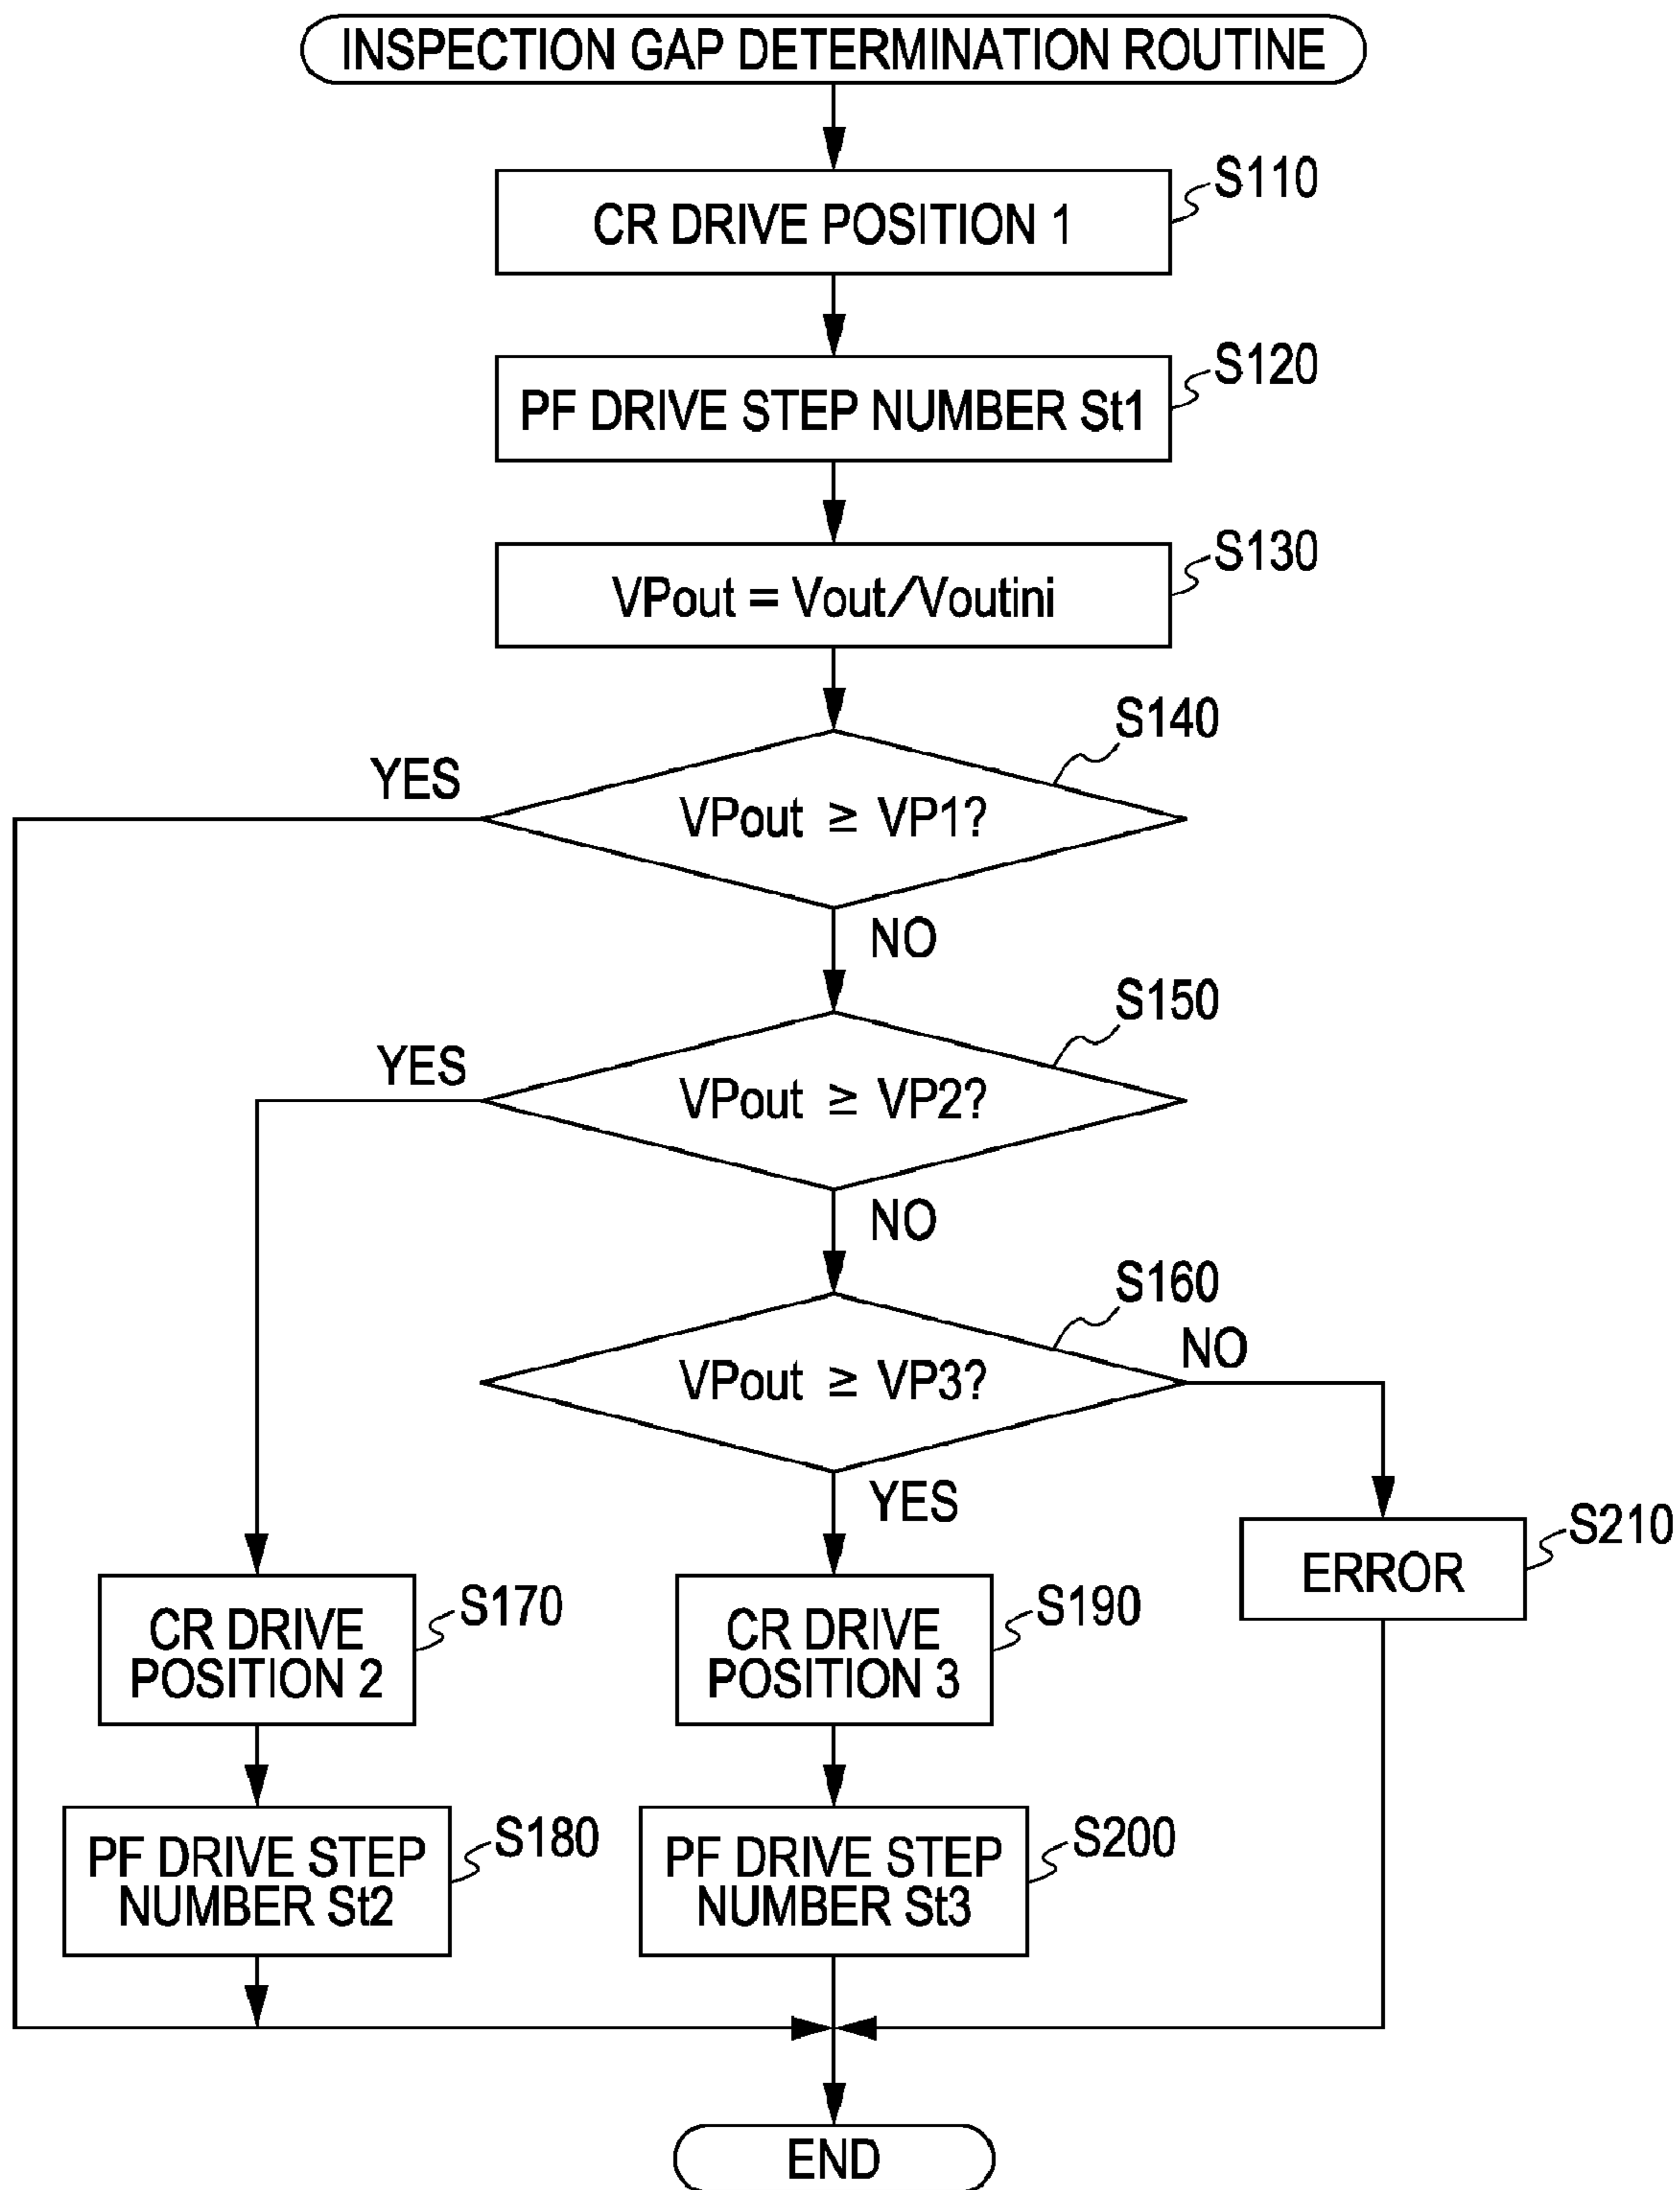 INSPECTION GAP DETERMINATION ROUTINE
S110
CR DRIVE POSITION 1
S120
PF DRIVE STEP NUMBER St1
S130
VPout = Vout/Voutini
S140
YES
VPout ≥ VP1?
NO
S150
YES
VPout ≥ VP2?
NO
S160
NO
VPout ≥ VP3?
YES
S210
ERROR
S170
CR DRIVE
POSITION 2
S190
CR DRIVE
POSITION 3
S180
PF DRIVE STEP
NUMBER St2
S200
PF DRIVE STEP
NUMBER St3
END